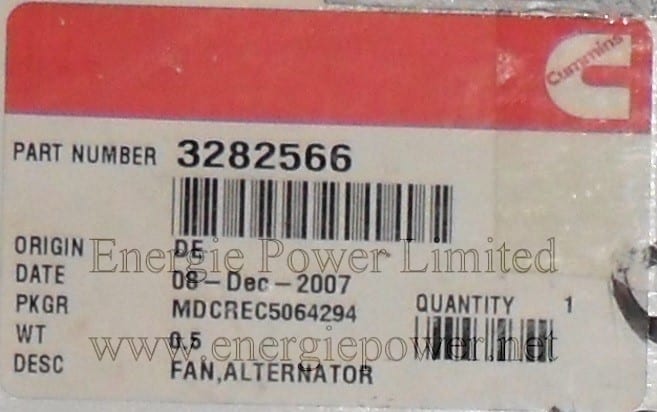 Cummins
PART NUMBER 3282566
ORIGIN DE
Energie Power Limited
DATE 08-Dec-2007
PKGR MDCREC5064294 QUANTITY 1
WT 0.5
www.energiepower.net
DESC FAN,ALTERNATOR